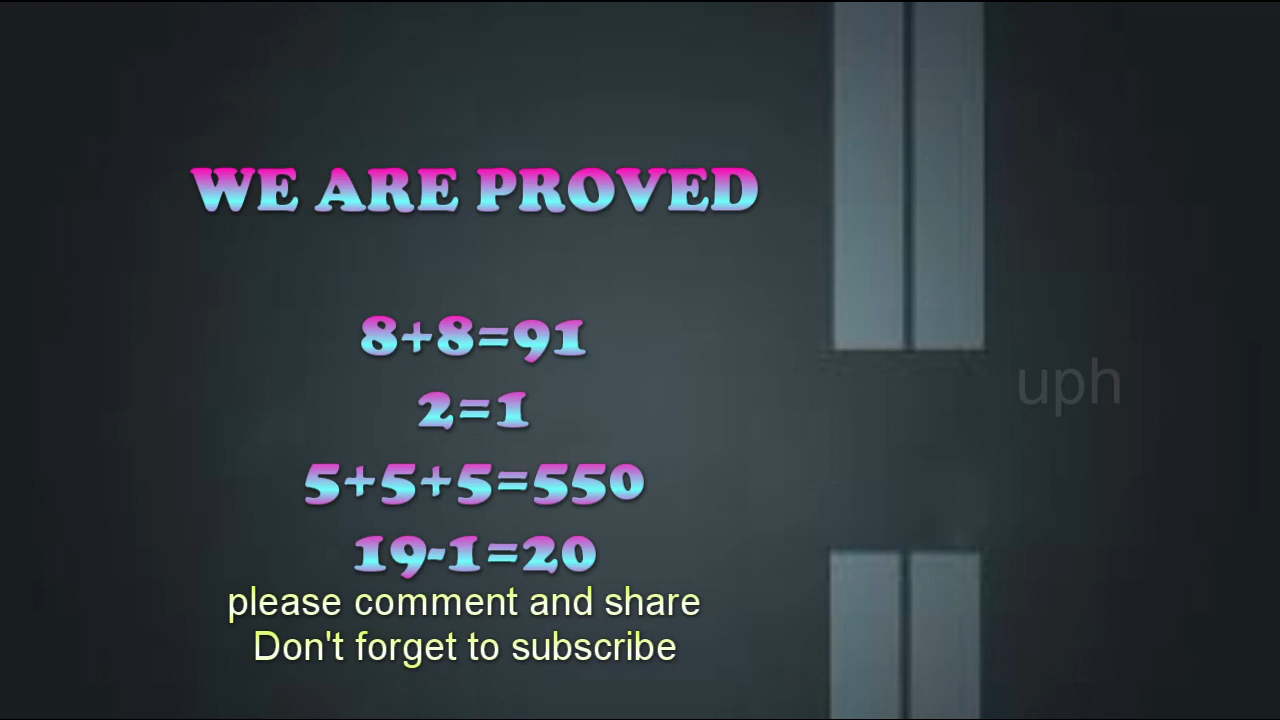 WE ARE PROVED
8+8=91
2=1
uph
5+5+5=550
19-1=20
please comment and share
Don't forget to subscribe